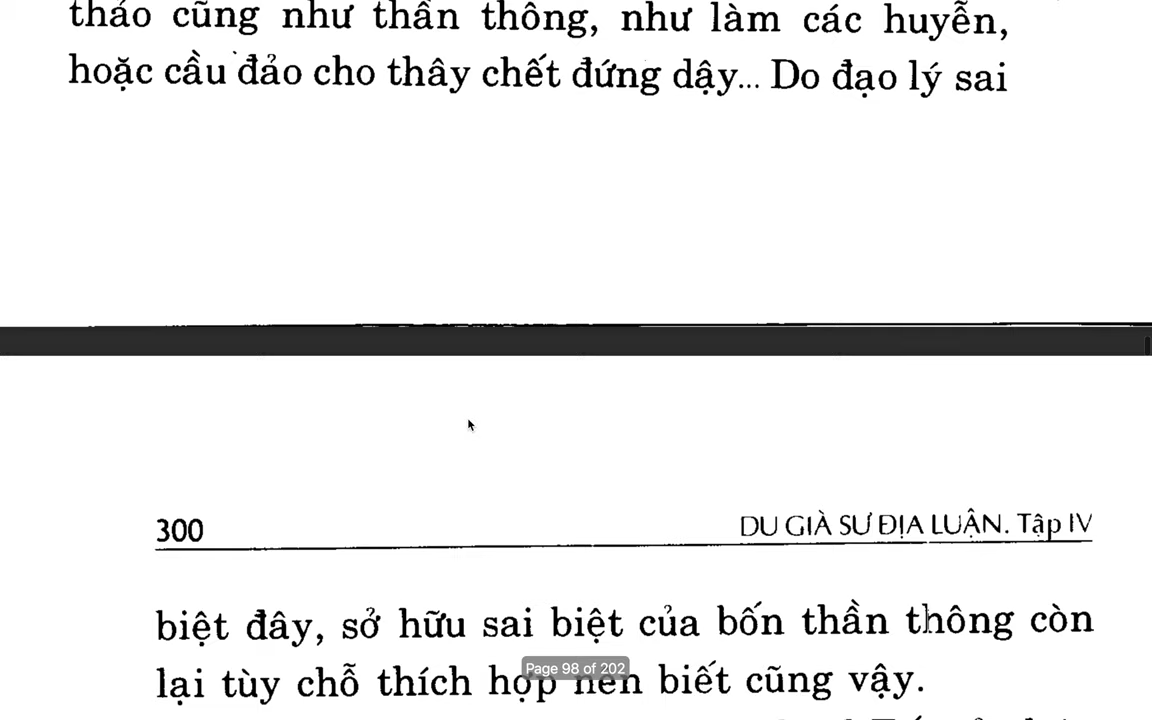 tháo cũng như thần thông, như làm các huyễn,
hoặc cầu đảo cho thây chết đứng dậy... Do đạo lý sai
300
DU GIÀ SƯ ĐỊA LUẬN. Tập IV
biệt đây, sở hữu sai biệt của bốn thần thông còn
lại tùy chỗ thích hợp nên biết cũng vậy.
Page 98 of 202